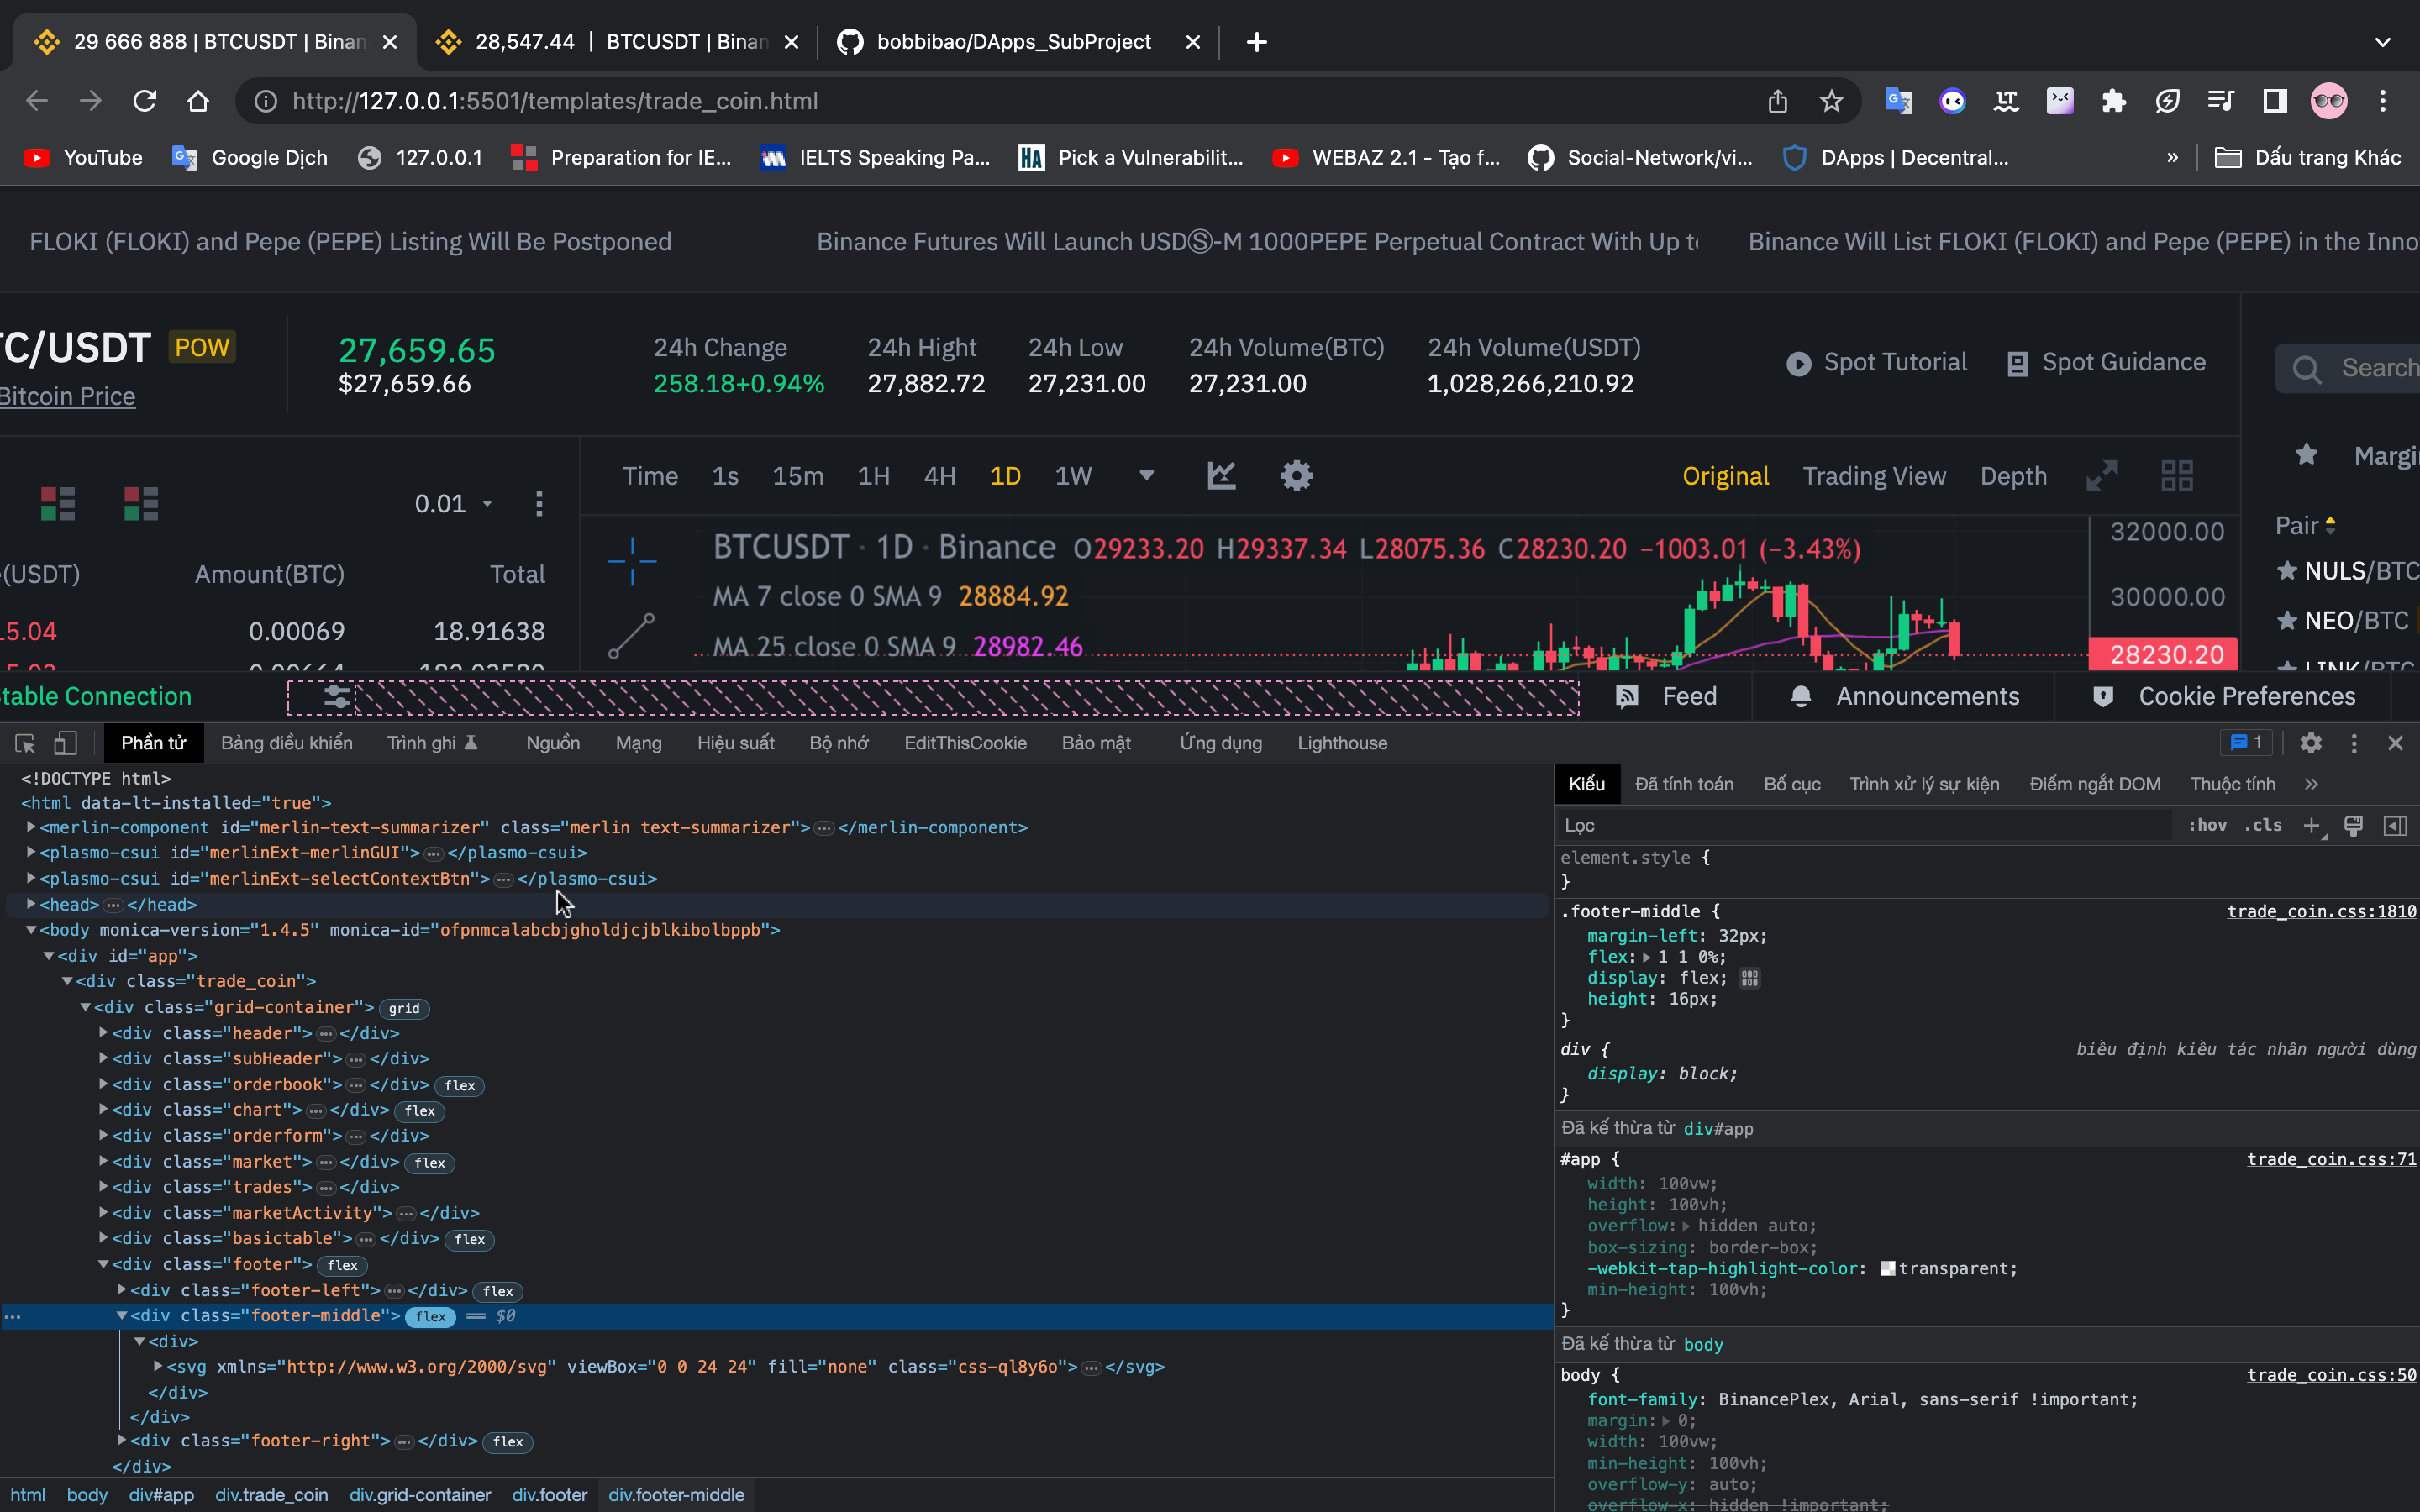 29 666 888 | BTCUSDT | Binan
28,547.44 | BTCUSDT | Binan
bobbibao/DApps_SubProject
http://127.0.0.1:5501/templates/trade_coin.html
YouTube
Google Dịch
127.0.0.1
Preparation for IE...
IELTS Speaking Pa...
Pick a Vulnerabilit...
WEBAZ 2.1 - Tạo f...
Social-Network/vi...
DApps | Decentral...
»
Dấu trang Khác
FLOKI (FLOKI) and Pepe (PEPE) Listing Will Be Postponed
Binance Futures Will Launch USDⓈ-M 1000PEPE Perpetual Contract With Up to
Binance Will List FLOKI (FLOKI) and Pepe (PEPE) in the Inno
TC/USDT POW
Bitcoin Price
27,659.65
$27,659.66
24h Change
258.18+0.94%
24h Hight
27,882.72
24h Low
27,231.00
24h Volume(BTC)
27,231.00
24h Volume(USDT)
1,028,266,210.92
Spot Tutorial
Spot Guidance
Search
0.01
(USDT) Amount(BTC) Total
15.04 0.00069 18.91638
Time 1s 15m 1H 4H 1D 1W
Original Trading View Depth
BTCUSDT · 1D · Binance O29233.20 H29337.34 L28075.36 C28230.20 −1003.01 (−3.43%)
MA 7 close 0 SMA 9 28884.92
MA 25 close 0 SMA 9 28982.46
32000.00
30000.00
28230.20
Margi
Pair
NULS/BTC
NEO/BTC
LINK/BTC
table Connection
Feed
Announcements
Cookie Preferences
Phần tử Bảng điều khiển Trình ghi Nguồn Mạng Hiệu suất Bộ nhớ EditThisCookie Bảo mật Ứng dụng Lighthouse
1
<!DOCTYPE html>
<html data-lt-installed="true">
<merlin-component id="merlin-text-summarizer" class="merlin text-summarizer">…</merlin-component>
<plasmo-csui id="merlinExt-merlinGUI">…</plasmo-csui>
<plasmo-csui id="merlinExt-selectContextBtn">…</plasmo-csui>
<head>…</head>
<body monica-version="1.4.5" monica-id="ofpnmcalabcbjgholdjcjblkibolbppb">
<div id="app">
<div class="trade_coin">
<div class="grid-container"> grid
<div class="header">…</div>
<div class="subHeader">…</div>
<div class="orderbook">…</div> flex
<div class="chart">…</div> flex
<div class="orderform">…</div>
<div class="market">…</div> flex
<div class="trades">…</div>
<div class="marketActivity">…</div>
<div class="basictable">…</div> flex
<div class="footer"> flex
<div class="footer-left">…</div> flex
… <div class="footer-middle"> flex == $0
<div>
<svg xmlns="http://www.w3.org/2000/svg" viewBox="0 0 24 24" fill="none" class="css-ql8y6o">…</svg>
</div>
</div>
<div class="footer-right">…</div> flex
</div>
html body div#app div.trade_coin div.grid-container div.footer div.footer-middle
Kiểu Đã tính toán Bố cục Trình xử lý sự kiện Điểm ngắt DOM Thuộc tính »
Lọc :hov .cls
element.style {
}
.footer-middle { trade_coin.css:1810
margin-left: 32px;
flex: 1 1 0%;
display: flex;
height: 16px;
}
div { biểu định kiểu tác nhân người dùng
display: block;
}
Đã kế thừa từ div#app
#app { trade_coin.css:71
width: 100vw;
height: 100vh;
overflow: hidden auto;
box-sizing: border-box;
-webkit-tap-highlight-color: transparent;
min-height: 100vh;
}
Đã kế thừa từ body
body { trade_coin.css:50
font-family: BinancePlex, Arial, sans-serif !important;
margin: 0;
width: 100vw;
min-height: 100vh;
overflow-y: auto;
overflow-x: hidden !important;